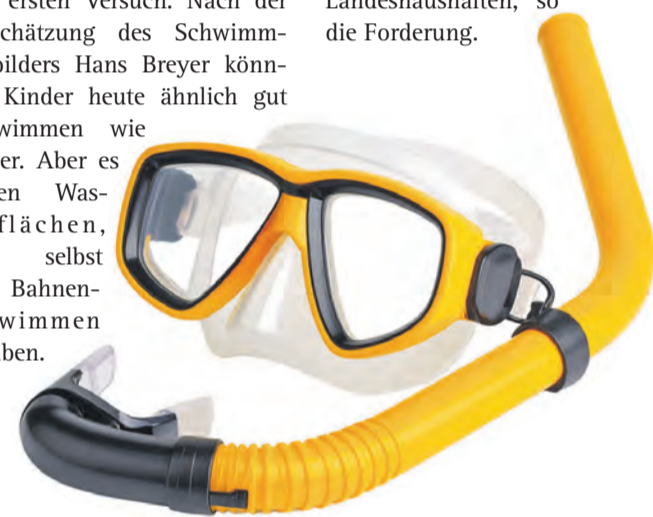 ersten Versuch. Nach der
chätzung des Schwimm-
bilders Hans Breyer könn-
Kinder heute ähnlich gut
wimmen wie
er. Aber es
en Was-
flächen,
selbst
Bahnen-
wimmen
ben.
Landeshaushalten, so
die Forderung.